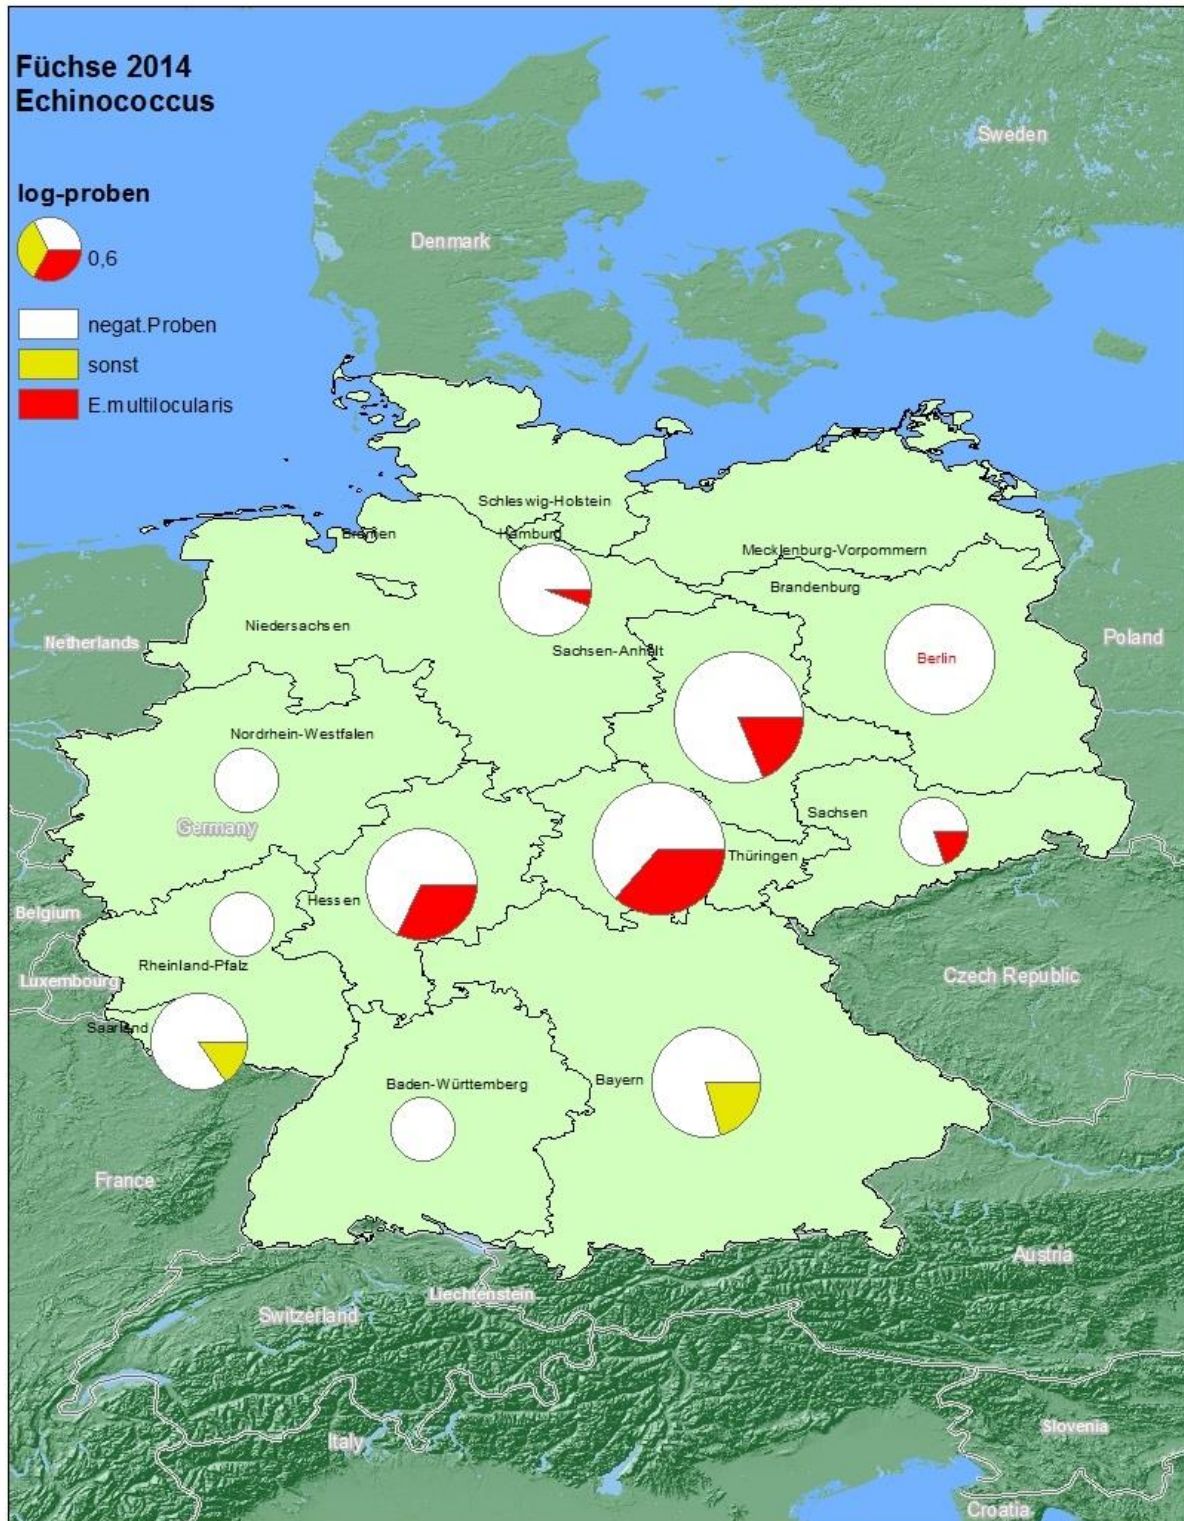 Füchse 2014
Echinococcus
log-proben
0,6
negat.Proben
sonst
E.multilocularis
Sweden
Denmark
Schleswig-Holstein
Bremen
Hamburg
Mecklenburg-Vorpommern
Brandenburg
Niedersachsen
Netherlands
Poland
Sachsen-Anhalt
Berlin
Nordrhein-Westfalen
Germany
Sachsen
Thüringen
Hessen
Belgium
Rheinland-Pfalz
Luxembourg
Czech Republic
Saarland
Bayern
Baden-Württemberg
France
Austria
Liechtenstein
Switzerland
Italy
Slovenia
Croatia